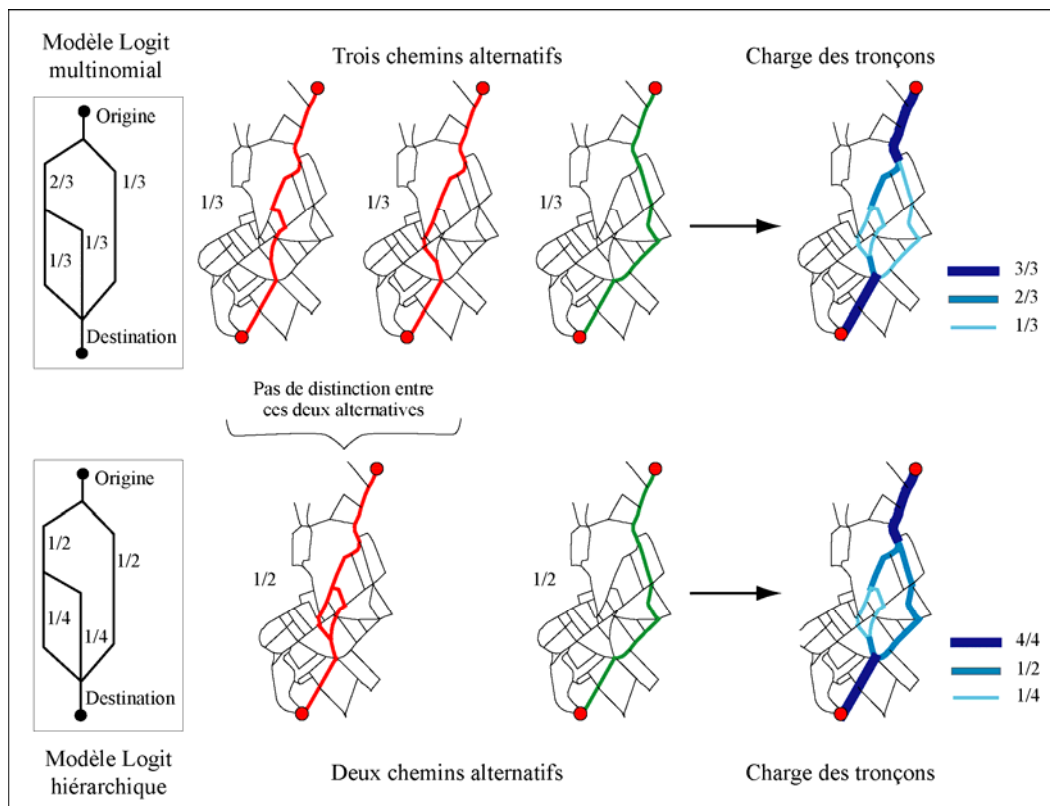 Modèle Logit
multinomial
Trois chemins alternatifs
Charge des tronçons
Origine
2/3
1/3
1/3
1/3
Destination
1/3
1/3
1/3
3/3
2/3
1/3
Pas de distinction entre
ces deux alternatives
Origine
1/2
1/2
1/4
1/4
Destination
1/2
1/2
4/4
1/2
1/4
Modèle Logit
hiérarchique
Deux chemins alternatifs
Charge des tronçons